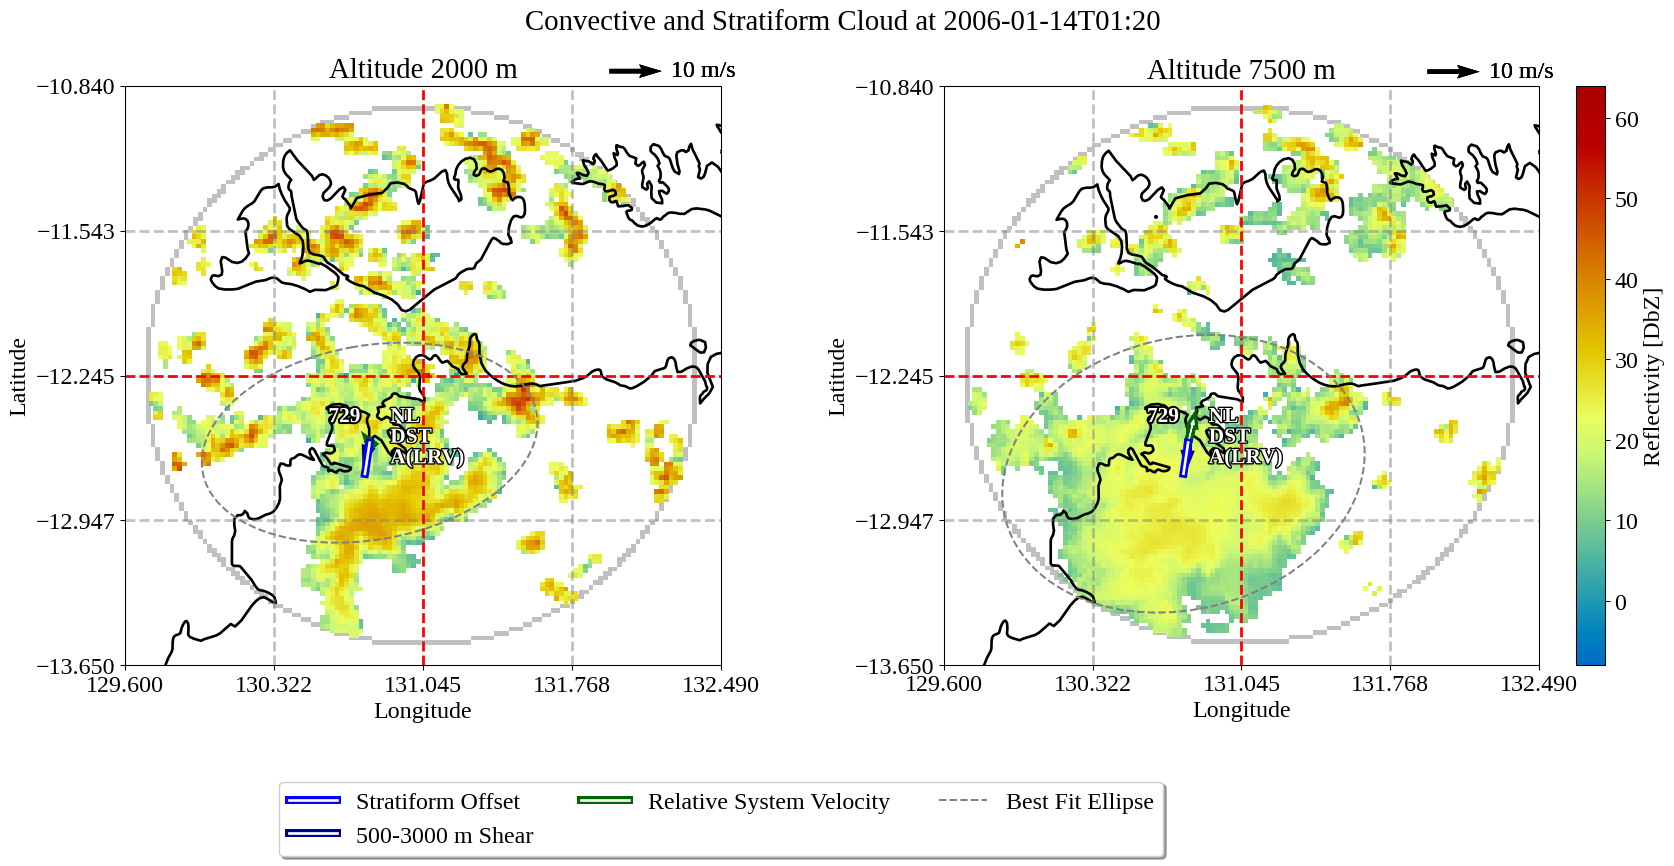 Convective and Stratiform Cloud at 2006-01-14T01:20
Altitude 2000 m
10 m/s
Altitude 7500 m
10 m/s
−10.840
−11.543
−12.245
−12.947
−13.650
Latitude
129.600
130.322
131.045
131.768
132.490
Longitude
729
NL
DST
A(LRV)
−10.840
−11.543
−12.245
−12.947
−13.650
Latitude
129.600
130.322
131.045
131.768
132.490
Longitude
729
NL
DST
A(LRV)
60
50
40
30
20
10
0
Reflectivity [DbZ]
Stratiform Offset
500-3000 m Shear
Relative System Velocity
Best Fit Ellipse